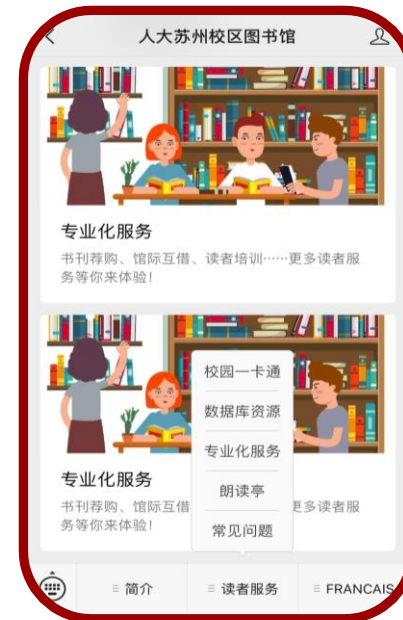 人大苏州校区图书馆
专业化服务
书刊荐购、馆际互借、读者培训……更多读者服
务等你来体验！
专业化服务
书刊荐购、馆际互借
更多读者服
务等你来体验！
校园一卡通
数据库资源
专业化服务
朗读亭
常见问题
简介
读者服务
FRANCAIS